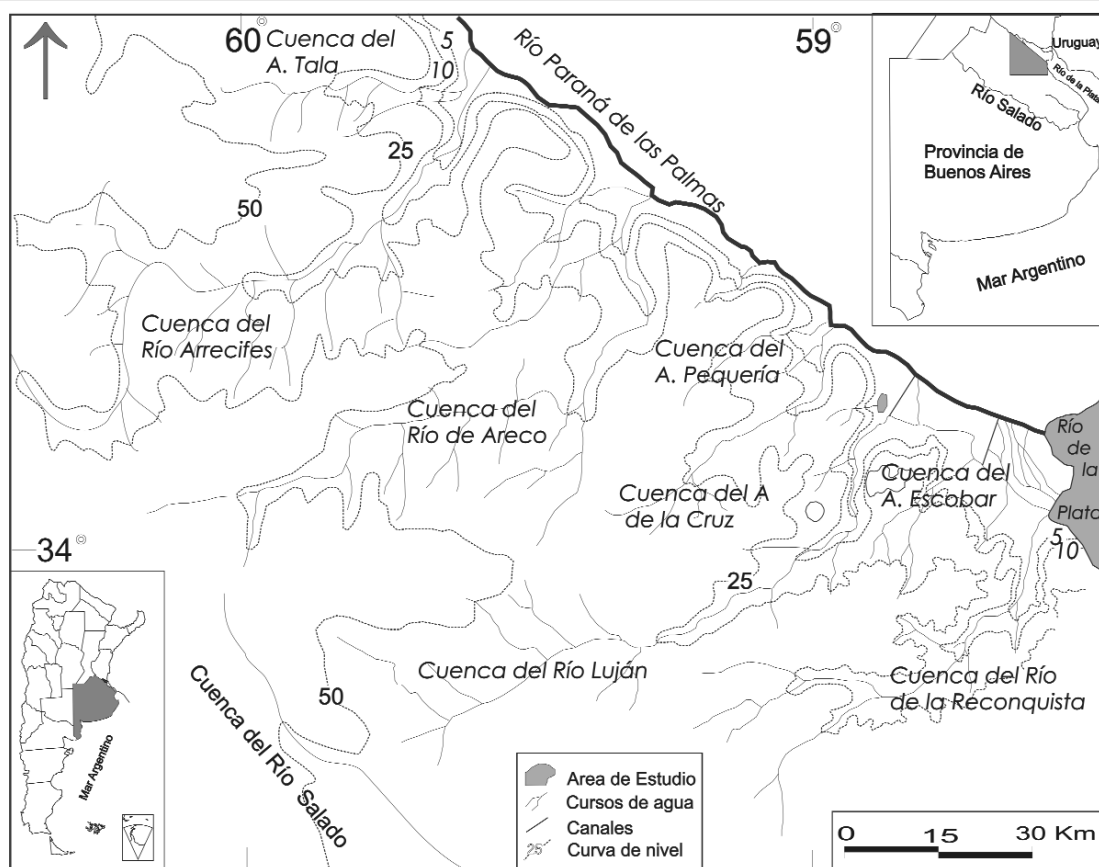 60°
Cuenca del
A. Tala
5
10
Río Paraná de las Palmas
59°
25
50
Cuenca del
Río Arrecifes
Cuenca del
A. Pequería
Cuenca del
Río de Areco
Cuenca del A
de la Cruz
Cuenca del
A. Escobar
Río
de
la
Plata
5
10
34°
25
50
Cuenca del Río Luján
Cuenca del Río
de la Reconquista
Cuenca del Río Salado
Uruguay
Río de la Plata
Río Salado
Provincia de
Buenos Aires
Mar Argentino
Mar Argentino
Area de Estudio
Cursos de agua
Canales
25
Curva de nivel
0 15 30 Km